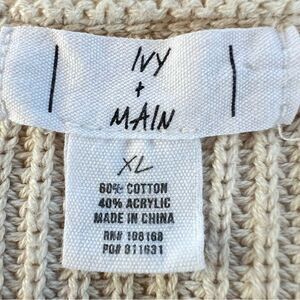 IVY
+
MAIN
XL
60% COTTON
40% ACRYLIC
MADE IN CHINA
RN# 108168
PO# 811631